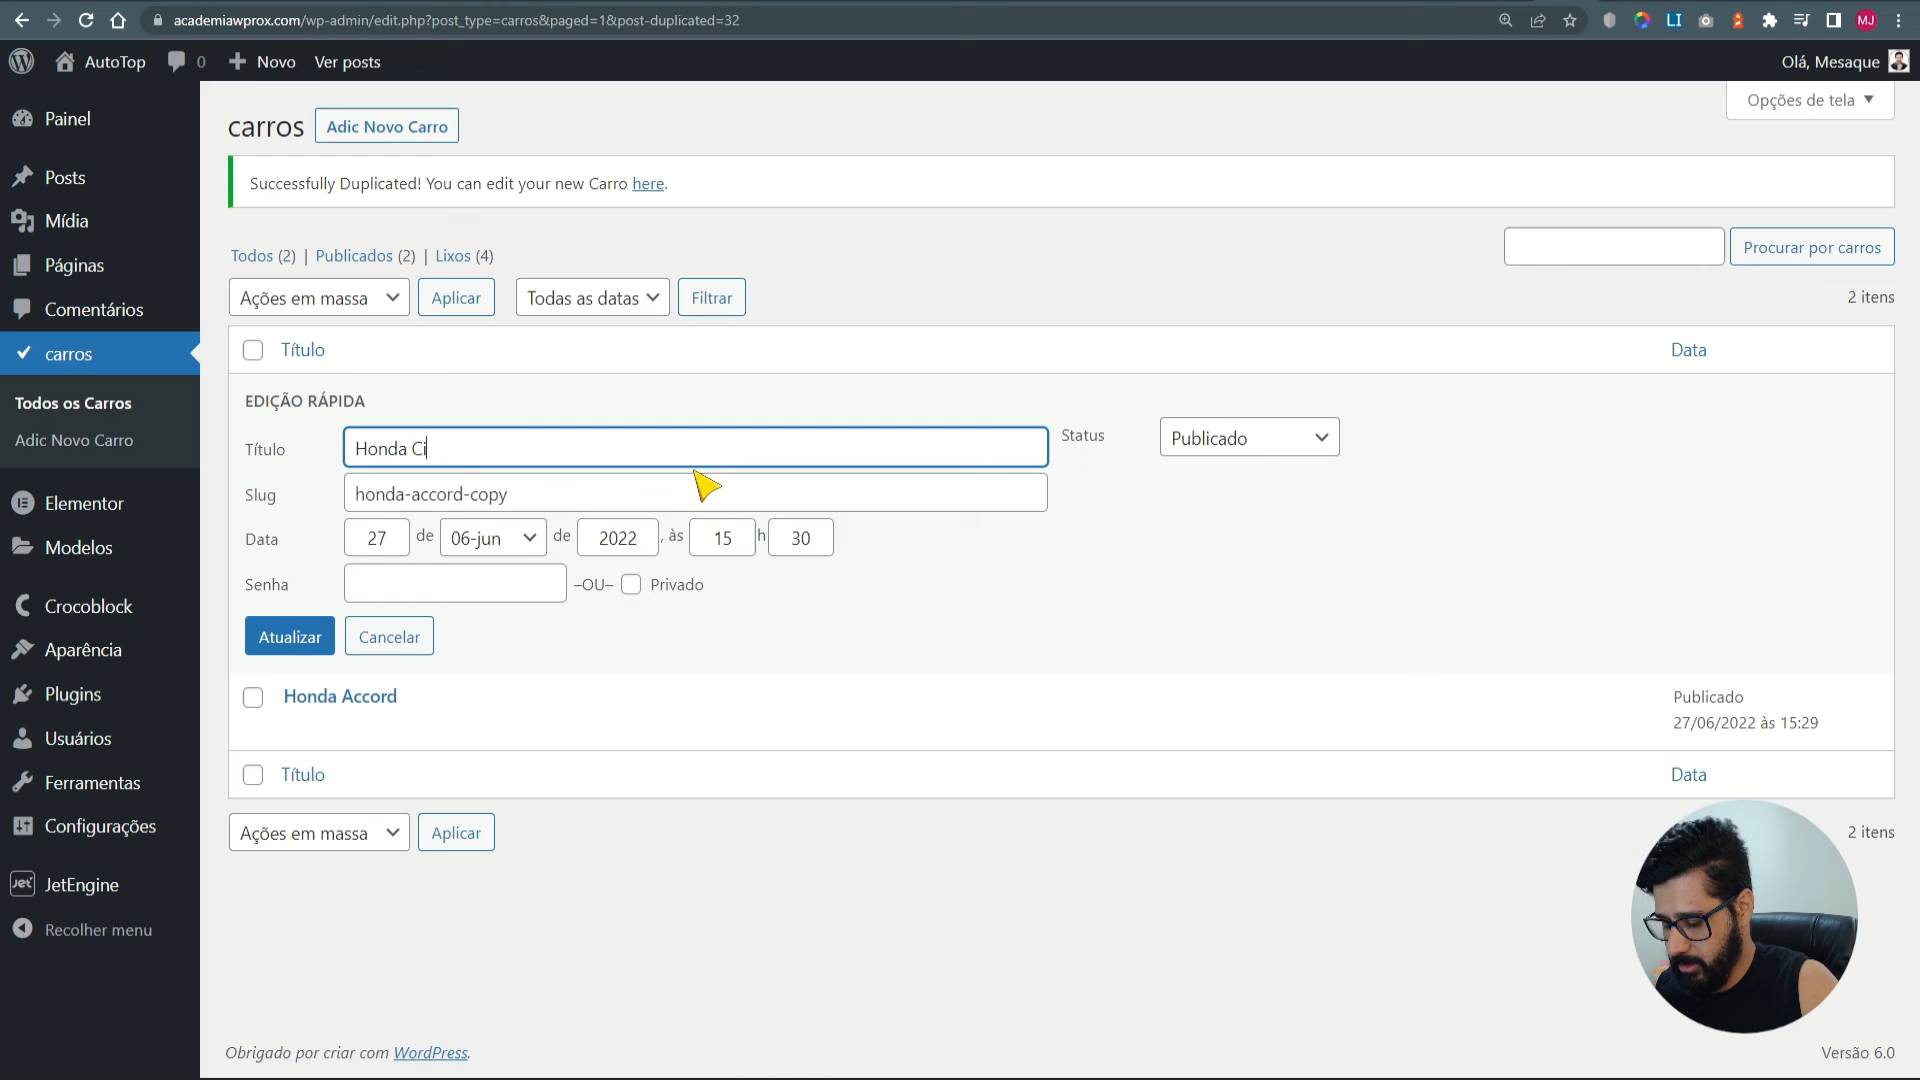 academiawprox.com/wp-admin/edit.php?post_type=carros&paged=1&post-duplicated=32
LI
MJ
AutoTop
0
Novo
Ver posts
Olá, Mesaque
Painel
Posts
Mídia
Páginas
Comentários
carros
Todos os Carros
Adic Novo Carro
Elementor
Modelos
Crocoblock
Aparência
Plugins
Usuários
Ferramentas
Configurações
Jet
JetEngine
Recolher menu
Opções de tela
carros
Adic Novo Carro
Successfully Duplicated! You can edit your new Carro here.
Todos (2) | Publicados (2) | Lixos (4)
Procurar por carros
Ações em massa
Aplicar
Todas as datas
Filtrar
2 itens
Título
Data
EDIÇÃO RÁPIDA
Título
Honda Ci
Status
Publicado
Slug
honda-accord-copy
Data
27 de 06-jun de 2022 , às 15 h 30
Senha
–OU– Privado
Atualizar
Cancelar
Honda Accord
Publicado
27/06/2022 às 15:29
Título
Data
Ações em massa
Aplicar
2 itens
Obrigado por criar com WordPress.
Versão 6.0